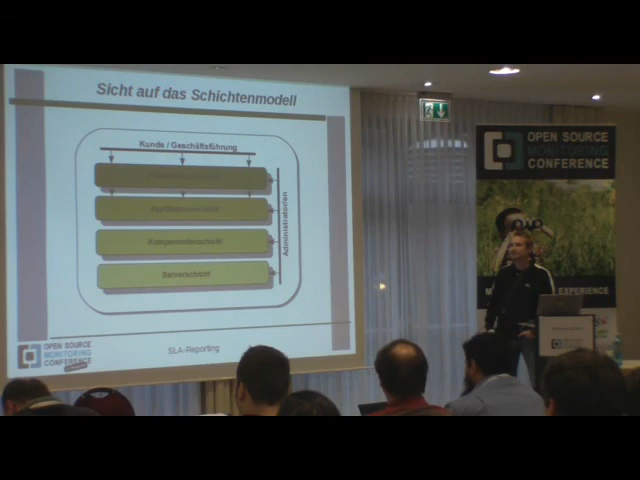 Sicht auf das Schichtenmodell
Kunde / Geschäftsführung
Applikationsschicht
Komponentenschicht
Serverschicht
Administratorien
SLA-Reporting
OPEN SOURCE
MONITORING
CONFERENCE
OPEN SOURCE
MONITORING
CONFERENCE
EXPERIENCE